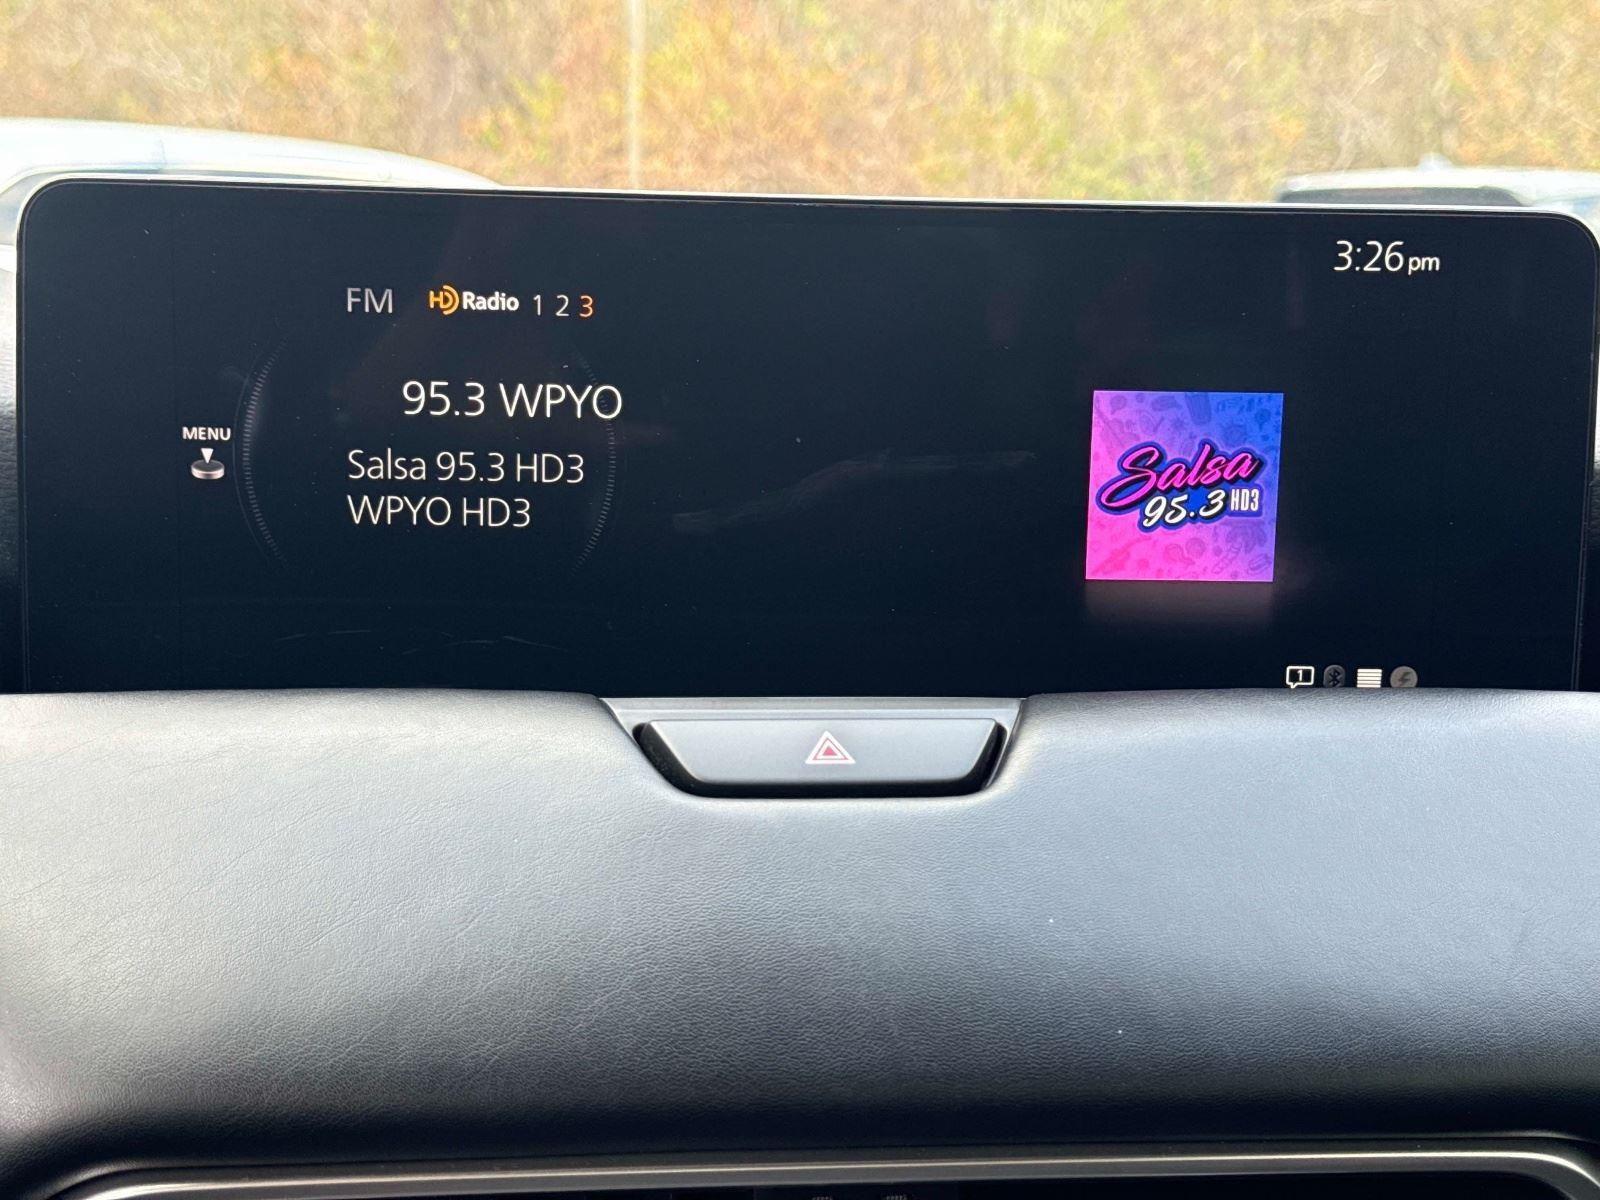 3:26pm
FM HD Radio 1 2 3
95.3 WPYO
MENU
Salsa 95.3 HD3
WPYO HD3
Salsa
95.3 HD3
1